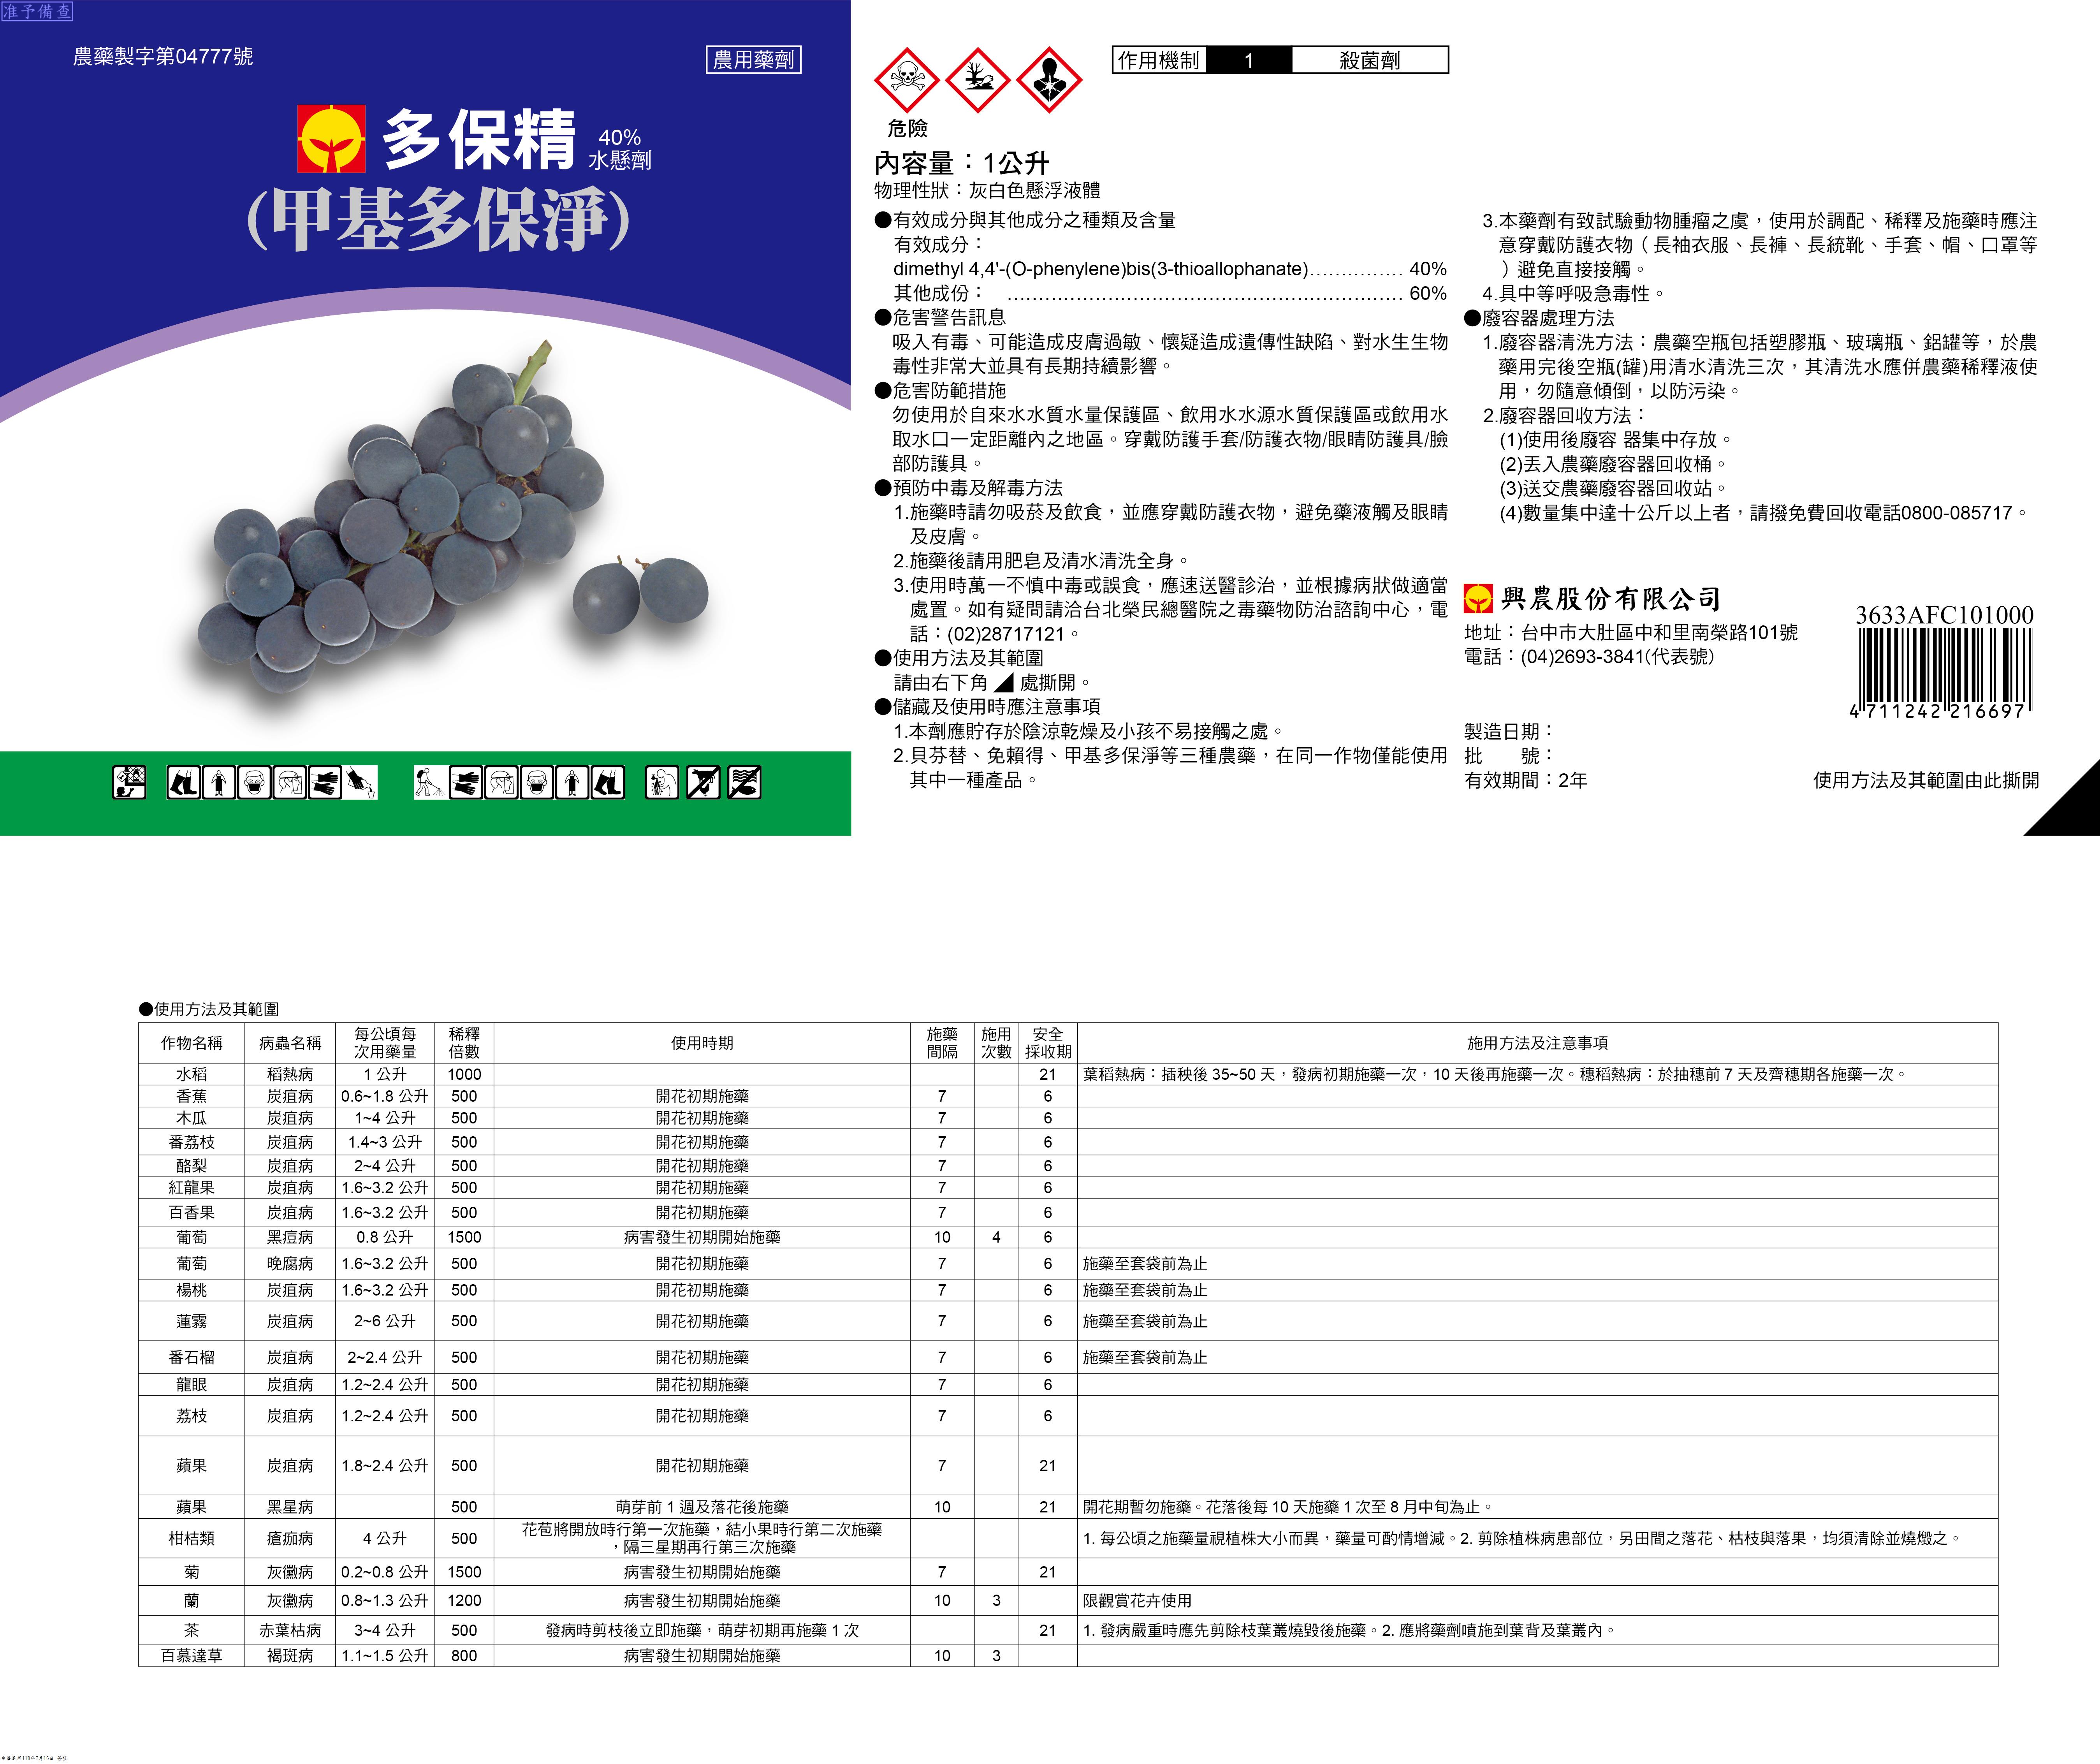 准予備查
農藥製字第04777號
農用藥劑
多保精 40%
水懸劑
(甲基多保淨)
作用機制 1 殺菌劑
危險
內容量：1公升
物理性狀：灰白色懸浮液體
●有效成分與其他成分之種類及含量
有效成分：
dimethyl 4,4'-(O-phenylene)bis(3-thioallophanate)............... 40%
其他成份： ............................................................... 60%
●危害警告訊息
吸入有毒、可能造成皮膚過敏、懷疑造成遺傳性缺陷、對水生生物
毒性非常大並具有長期持續影響。
●危害防範措施
勿使用於自來水水質水量保護區、飲用水水源水質保護區或飲用水
取水口一定距離內之地區。穿戴防護手套/防護衣物/眼睛防護具/臉
部防護具。
●預防中毒及解毒方法
1.施藥時請勿吸菸及飲食，並應穿戴防護衣物，避免藥液觸及眼睛
及皮膚。
2.施藥後請用肥皂及清水清洗全身。
3.使用時萬一不慎中毒或誤食，應速送醫診治，並根據病狀做適當
處置。如有疑問請洽台北榮民總醫院之毒藥物防治諮詢中心，電
話：(02)28717121。
●使用方法及其範圍
請由右下角 處撕開。
●儲藏及使用時應注意事項
1.本劑應貯存於陰涼乾燥及小孩不易接觸之處。
2.貝芬替、免賴得、甲基多保淨等三種農藥，在同一作物僅能使用
其中一種產品。
3.本藥劑有致試驗動物腫瘤之虞，使用於調配、稀釋及施藥時應注
意穿戴防護衣物（長袖衣服、長褲、長統靴、手套、帽、口罩等
）避免直接接觸。
4.具中等呼吸急毒性。
●廢容器處理方法
1.廢容器清洗方法：農藥空瓶包括塑膠瓶、玻璃瓶、鋁罐等，於農
藥用完後空瓶(罐)用清水清洗三次，其清洗水應併農藥稀釋液使
用，勿隨意傾倒，以防污染。
2.廢容器回收方法：
(1)使用後廢容 器集中存放。
(2)丟入農藥廢容器回收桶。
(3)送交農藥廢容器回收站。
(4)數量集中達十公斤以上者，請撥免費回收電話0800-085717。
興農股份有限公司
地址：台中市大肚區中和里南榮路101號
電話：(04)2693-3841(代表號)
3633AFC101000
4 711242 216697
製造日期：
批　　號：
有效期間：2年
使用方法及其範圍由此撕開
●使用方法及其範圍
作物名稱 病蟲名稱 每公頃每次用藥量 稀釋倍數 使用時期 施藥間隔 施用次數 安全採收期 施用方法及注意事項
水稻 稻熱病 1 公升 1000 21 葉稻熱病：插秧後 35~50 天，發病初期施藥一次，10 天後再施藥一次。穗稻熱病：於抽穗前 7 天及齊穗期各施藥一次。
香蕉 炭疽病 0.6~1.8 公升 500 開花初期施藥 7 6
木瓜 炭疽病 1~4 公升 500 開花初期施藥 7 6
番荔枝 炭疽病 1.4~3 公升 500 開花初期施藥 7 6
酪梨 炭疽病 2~4 公升 500 開花初期施藥 7 6
紅龍果 炭疽病 1.6~3.2 公升 500 開花初期施藥 7 6
百香果 炭疽病 1.6~3.2 公升 500 開花初期施藥 7 6
葡萄 黑痘病 0.8 公升 1500 病害發生初期開始施藥 10 4 6
葡萄 晚腐病 1.6~3.2 公升 500 開花初期施藥 7 6 施藥至套袋前為止
楊桃 炭疽病 1.6~3.2 公升 500 開花初期施藥 7 6 施藥至套袋前為止
蓮霧 炭疽病 2~6 公升 500 開花初期施藥 7 6 施藥至套袋前為止
番石榴 炭疽病 2~2.4 公升 500 開花初期施藥 7 6 施藥至套袋前為止
龍眼 炭疽病 1.2~2.4 公升 500 開花初期施藥 7 6
荔枝 炭疽病 1.2~2.4 公升 500 開花初期施藥 7 6
蘋果 炭疽病 1.8~2.4 公升 500 開花初期施藥 7 21
蘋果 黑星病 500 萌芽前 1 週及落花後施藥 10 21 開花期暫勿施藥。花落後每 10 天施藥 1 次至 8 月中旬為止。
柑桔類 瘡痂病 4 公升 500 花苞將開放時行第一次施藥，結小果時行第二次施藥，隔三星期再行第三次施藥 1. 每公頃之施藥量視植株大小而異，藥量可酌情增減。2. 剪除植株病患部位，另田間之落花、枯枝與落果，均須清除並燒燬之。
菊 灰黴病 0.2~0.8 公升 1500 病害發生初期開始施藥 7 21
蘭 灰黴病 0.8~1.3 公升 1200 病害發生初期開始施藥 10 3 限觀賞花卉使用
茶 赤葉枯病 3~4 公升 500 發病時剪枝後立即施藥，萌芽初期再施藥 1 次 21 1. 發病嚴重時應先剪除枝葉叢燒毀後施藥。2. 應將藥劑噴施到葉背及葉叢內。
百慕達草 褐斑病 1.1~1.5 公升 800 病害發生初期開始施藥 10 3